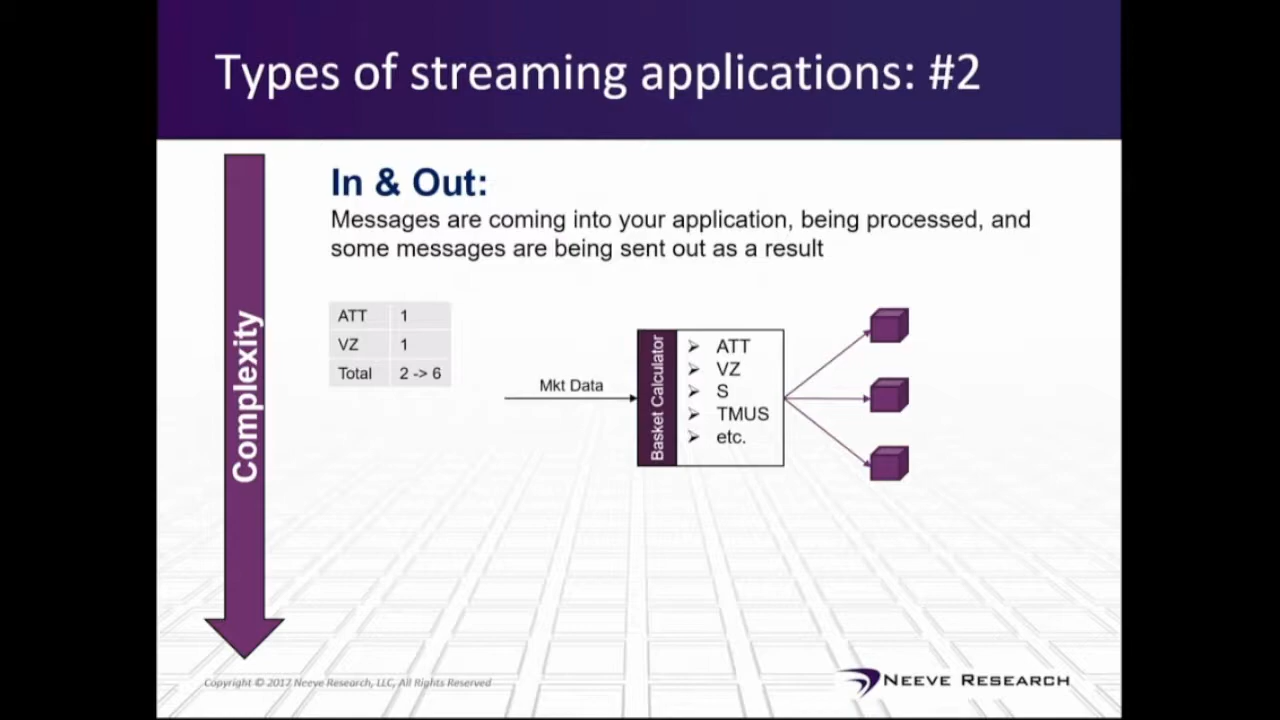 Types of streaming applications: #2
In & Out:
Messages are coming into your application, being processed, and
some messages are being sent out as a result
Complexity
ATT 1
VZ 1
Total 2 -> 6
Mkt Data
Basket Calculator
ATT
VZ
S
TMUS
etc.
Copyright © 2017 Neeve Research, LLC, All Rights Reserved
NEEVE RESEARCH